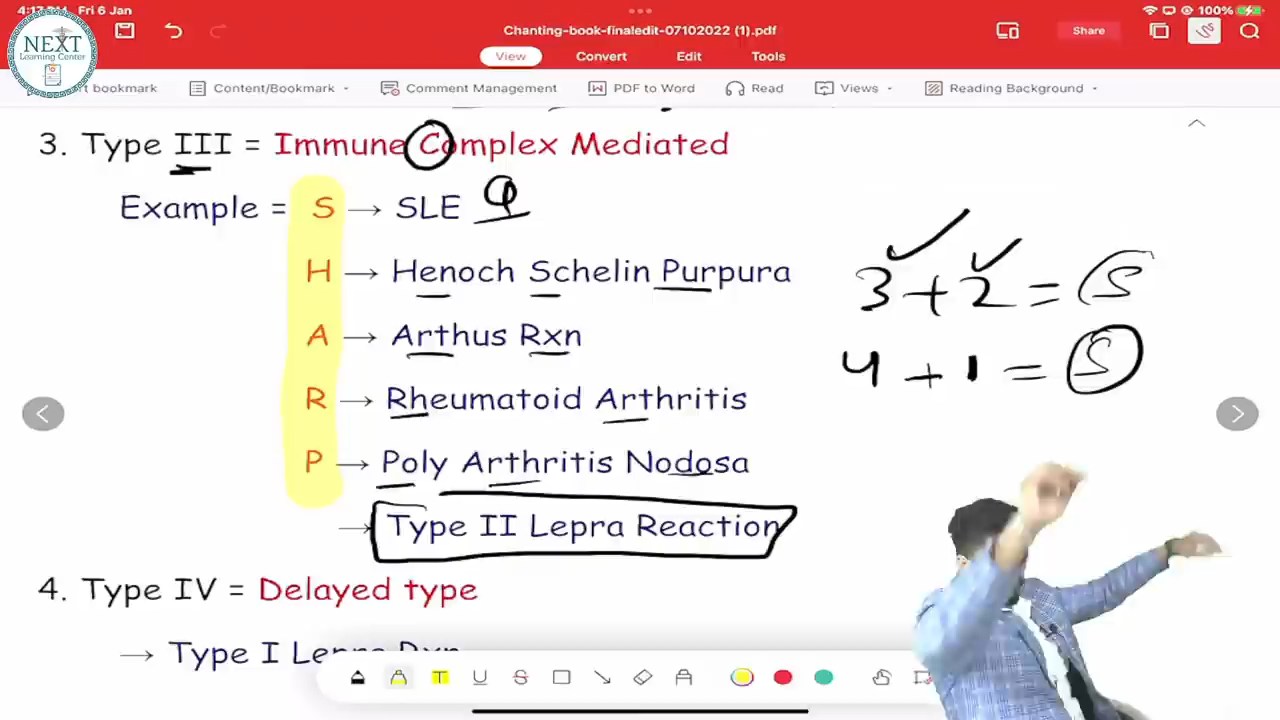 4:17 PM Fri 6 Jan
100%
NEXT
Learning Center
Chanting-book-finaledit-07102022 (1).pdf
Share
View Convert Edit Tools
bookmark Content/Bookmark Comment Management PDF to Word Read Views Reading Background
3. Type III = Immune Complex Mediated
Example = S → SLE Q
H → Henoch Schelin Purpura
A → Arthus Rxn
R → Rheumatoid Arthritis
P → Poly Arthritis Nodosa
→ Type II Lepra Reaction
3 + 2 = 5
4 + 1 = 5
4. Type IV = Delayed type
→ Type I Lepra Rxn
T U S